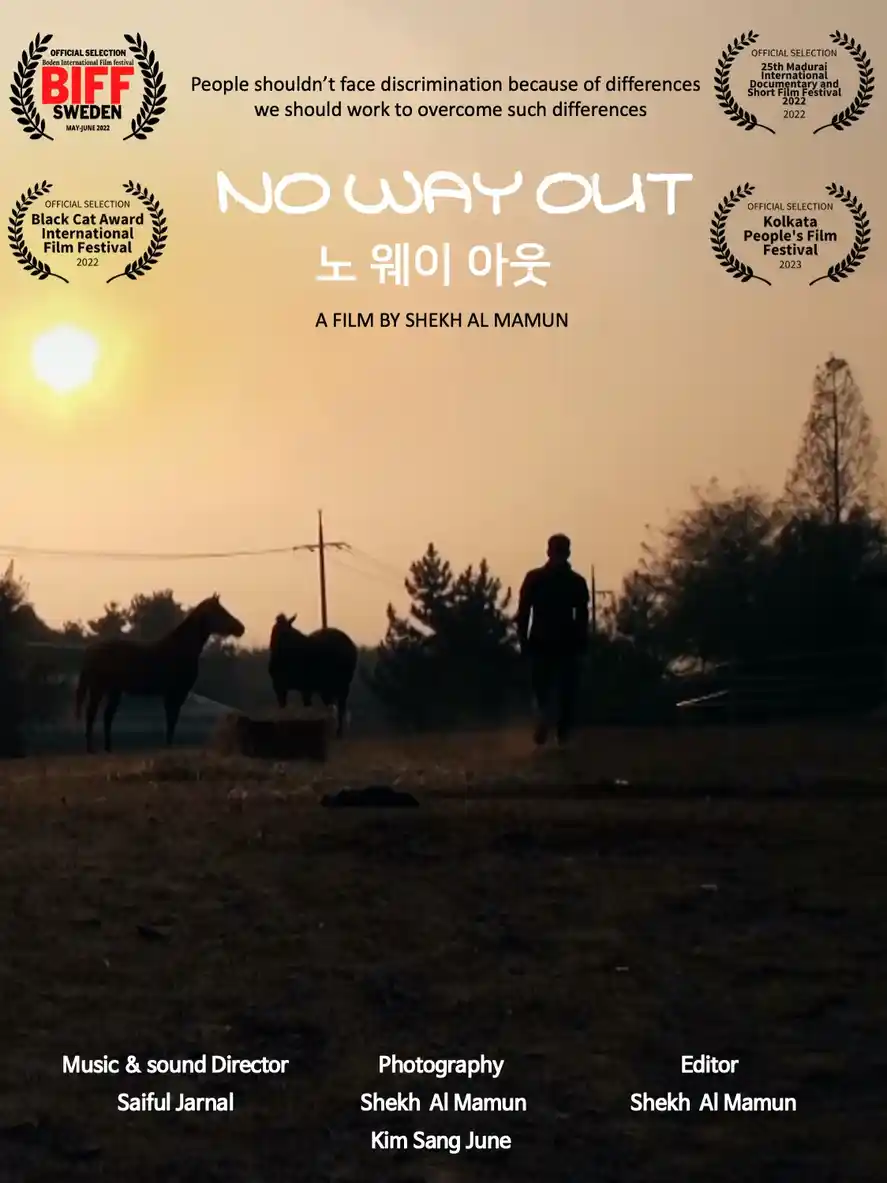 OFFICIAL SELECTION
Boden International Film festival
BIFF
SWEDEN
MAY-JUNE 2022
People shouldn't face discrimination because of differences
we should work to overcome such differences
OFFICIAL SELECTION
25th Madurai
International
Documentary and
Short Film Festival
2022
2022
NO WAY OUT
노 웨이 아웃
A FILM BY SHEKH AL MAMUN
OFFICIAL SELECTION
Black Cat Award
International
Film Festival
2022
OFFICIAL SELECTION
Kolkata
People's Film
Festival
2023
Music & sound Director
Saiful Jarnal
Photography
Shekh Al Mamun
Kim Sang June
Editor
Shekh Al Mamun